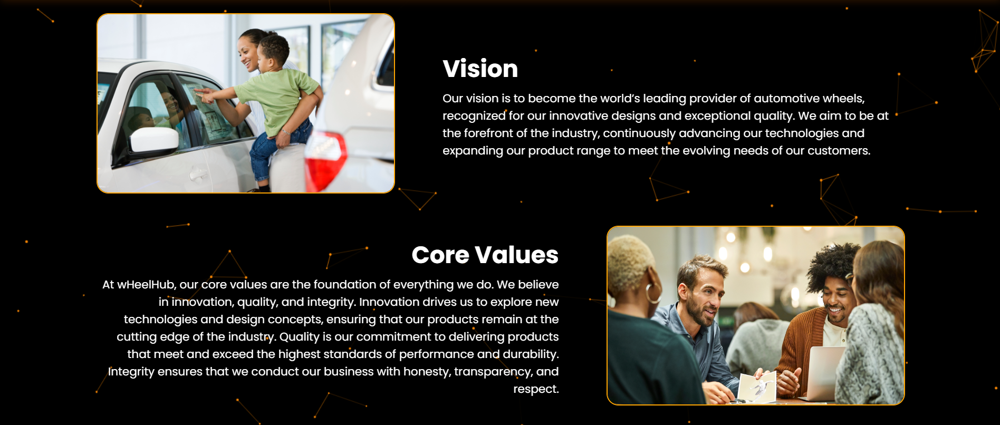 Vision
Our vision is to become the world’s leading provider of automotive wheels,
recognized for our innovative designs and exceptional quality. We aim to be at
the forefront of the industry, continuously advancing our technologies and
expanding our product range to meet the evolving needs of our customers.
Core Values
At wHeelHub, our core values are the foundation of everything we do. We believe
in innovation, quality, and integrity. Innovation drives us to explore new
technologies and design concepts, ensuring that our products remain at the
cutting edge of the industry. Quality is our commitment to delivering products
that meet and exceed the highest standards of performance and durability.
Integrity ensures that we conduct our business with honesty, transparency, and
respect.